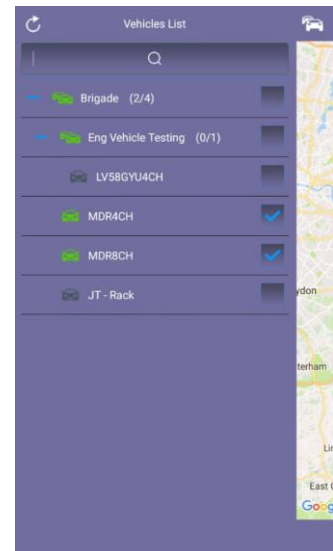 Vehicles List
Brigade (2/4)
Eng Vehicle Testing (0/1)
LV58GYU4CH
MDR4CH
MDR8CH
JT - Rack
ydon
terham
Lin
East G
Goog